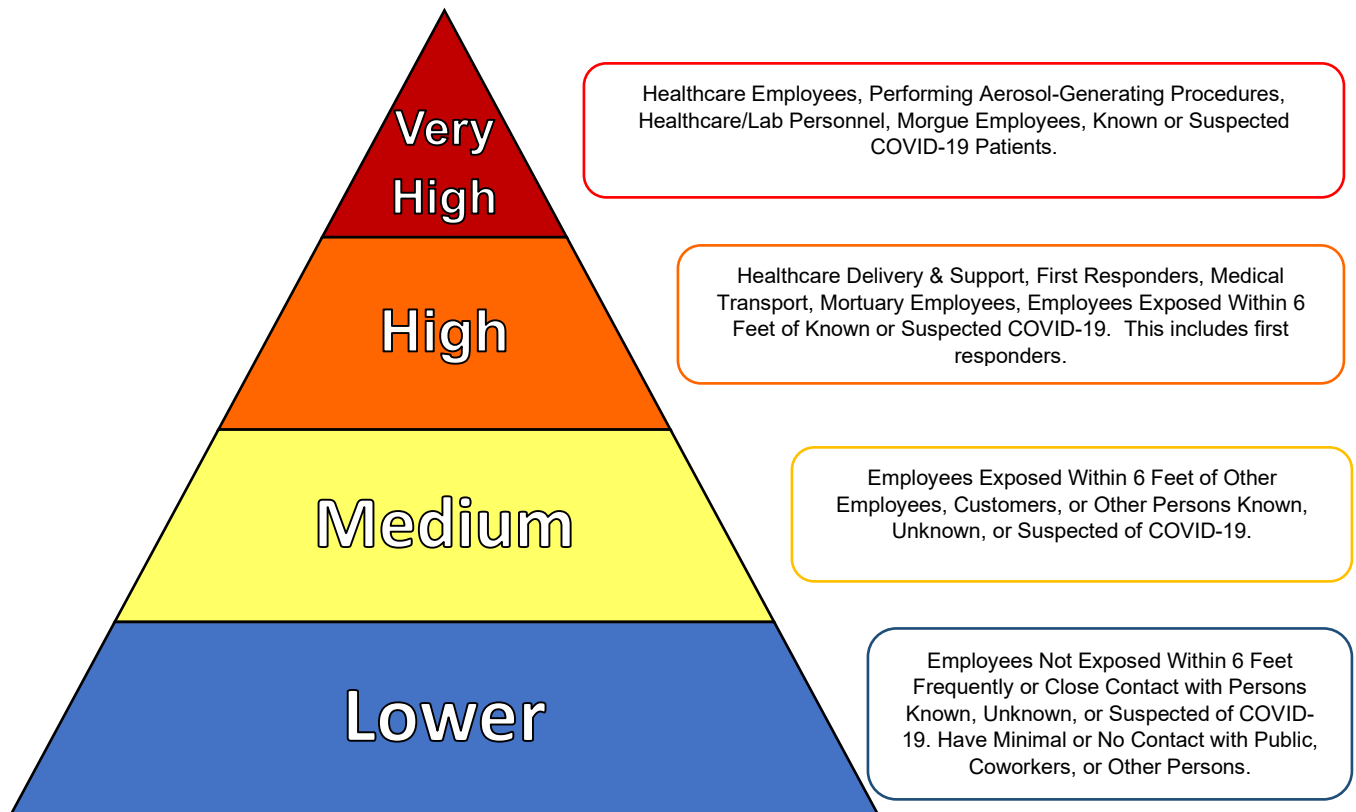 Very
High
Healthcare Employees, Performing Aerosol-Generating Procedures,
Healthcare/Lab Personnel, Morgue Employees, Known or Suspected
COVID-19 Patients.
High
Healthcare Delivery & Support, First Responders, Medical
Transport, Mortuary Employees, Employees Exposed Within 6
Feet of Known or Suspected COVID-19.  This includes first
responders.
Medium
Employees Exposed Within 6 Feet of Other
Employees, Customers, or Other Persons Known,
Unknown, or Suspected of COVID-19.
Lower
Employees Not Exposed Within 6 Feet
Frequently or Close Contact with Persons
Known, Unknown, or Suspected of COVID-
19. Have Minimal or No Contact with Public,
Coworkers, or Other Persons.